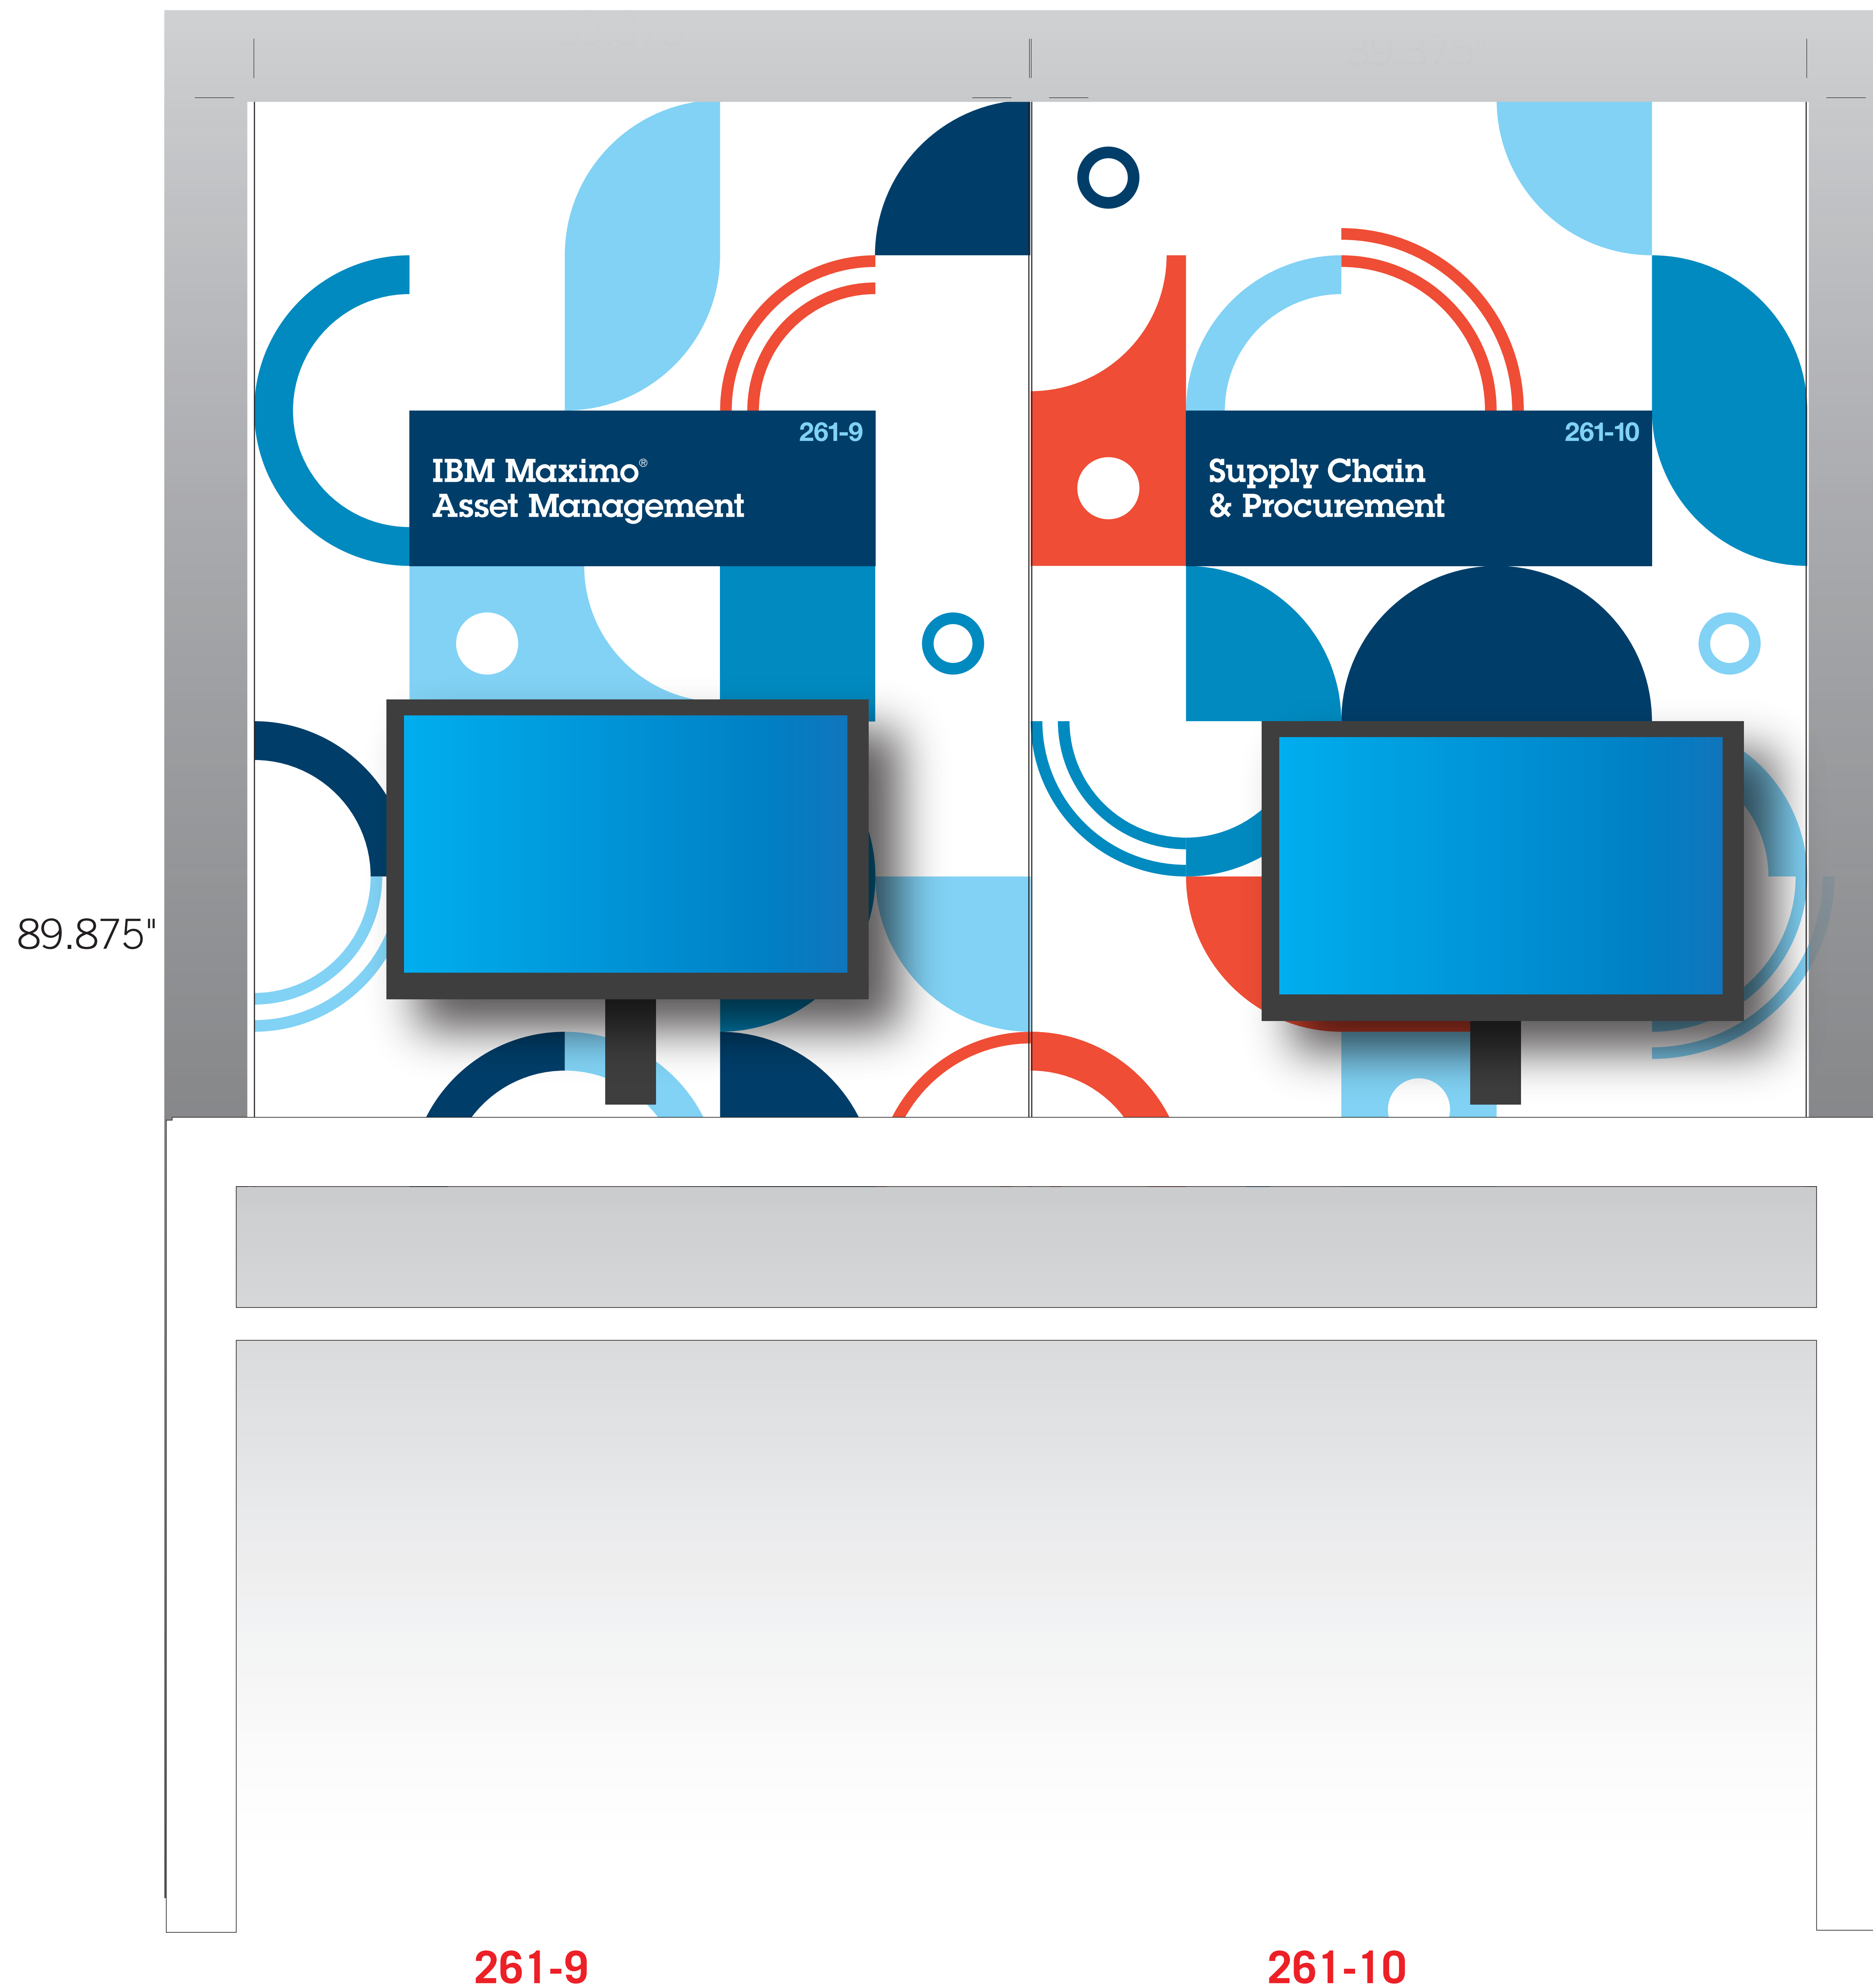 261-9
IBM Maximo®
Asset Management
261-10
Supply Chain
& Procurement
89.875"
261-9
261-10